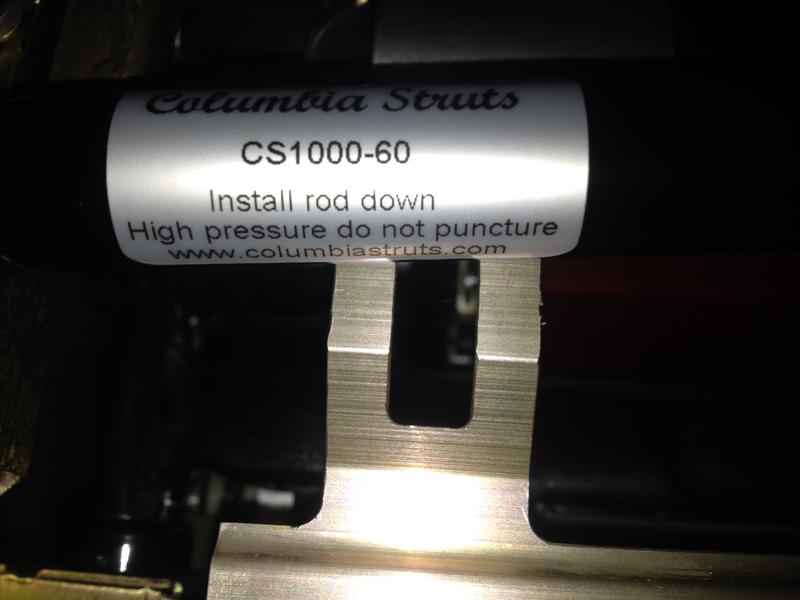 Columbia Struts
CS1000-60
Install rod down
High pressure do not puncture
www.columbiastruts.com